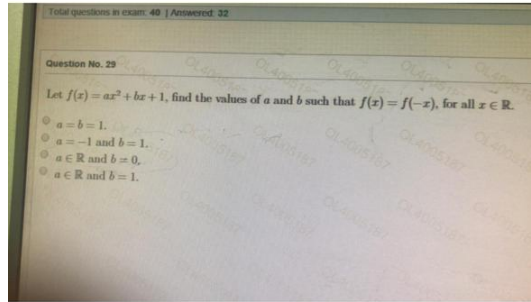 Total questions in exam: 40 | Answered: 32
Question No. 29
Let f(x) = ax² + bx + 1, find the values of a and b such that f(x) = f(−x), for all x ∈ ℝ.
a = b = 1.
a = −1 and b = 1.
a ∈ ℝ and b = 0.
a ∈ ℝ and b = 1.